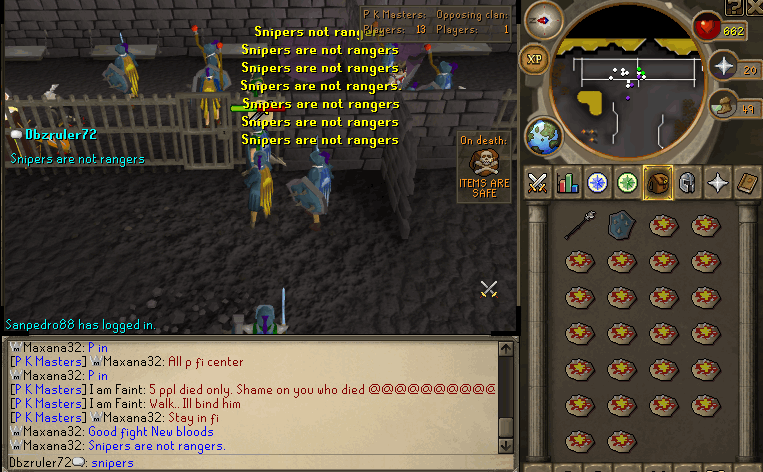 P K Masters: Opposing clan:
Players: 13 Players: 1
Snipers not rangers
Snipers are not rangers
Snipers are not rangers
Snipers are not rangers.
Snipers are not rangers
Snipers are not rangers
Snipers are not rangers
Dbzruler72
Snipers are not rangers
On death:
ITEMS ARE
SAFE
662
XP
20
49
Sanpedro88 has logged in.
Maxana32: P in
[P K Masters] Maxana32: All p fi center
Maxana32: P in
[P K Masters] I am Faint: 5 ppl died only. Shame on you who died @@@@@@@@@@
[P K Masters] I am Faint: Walk.. Ill bind him
[P K Masters] Maxana32: Stay in fi
Maxana32: Good fight New bloods
Maxana32: Snipers are not rangers.
Dbzruler72: snipers